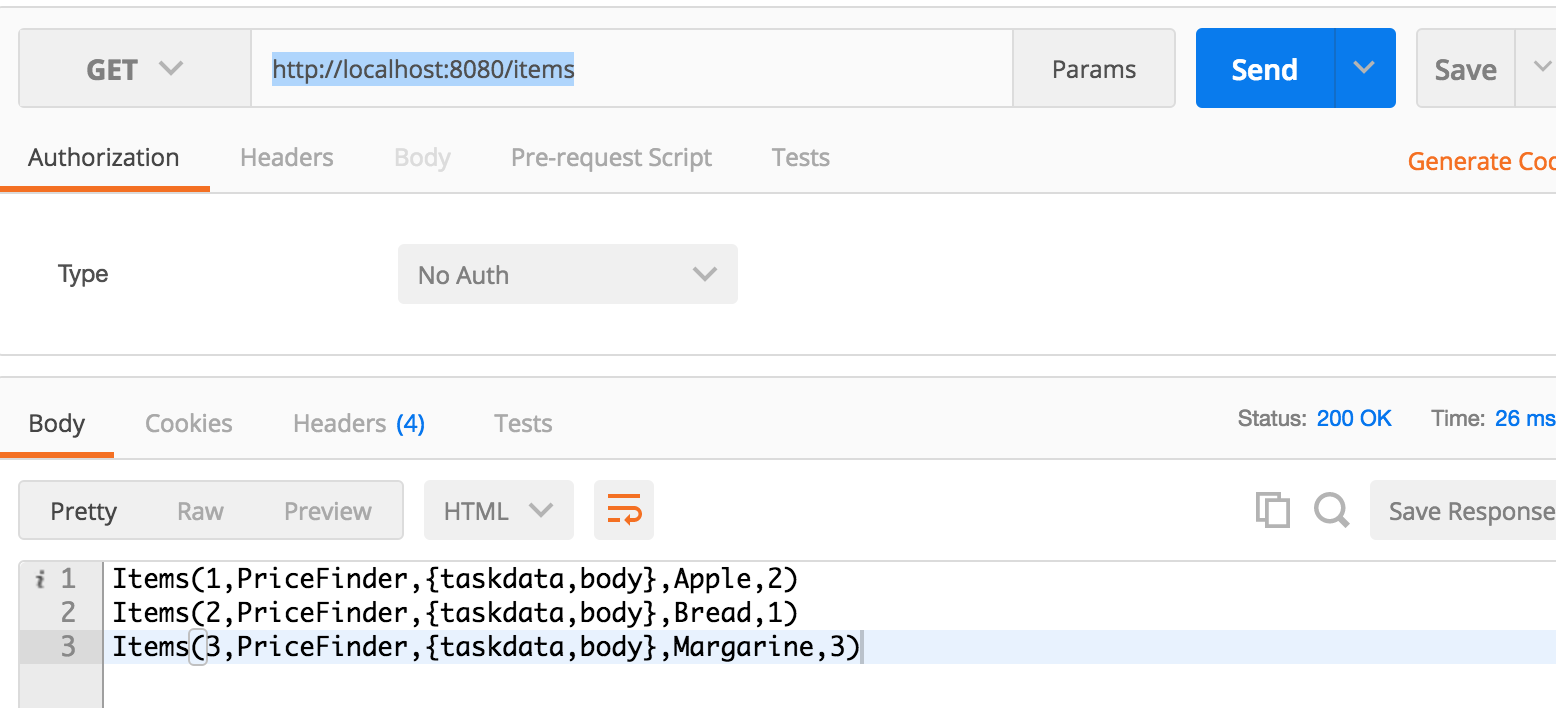 GET http://localhost:8080/items Params Send Save
Authorization Headers Body Pre-request Script Tests Generate Coo
Type No Auth
Body Cookies Headers (4) Tests Status: 200 OK Time: 26 ms
Pretty Raw Preview HTML Save Response
i 1 Items(1,PriceFinder,{taskdata,body},Apple,2)
2 Items(2,PriceFinder,{taskdata,body},Bread,1)
3 Items(3,PriceFinder,{taskdata,body},Margarine,3)